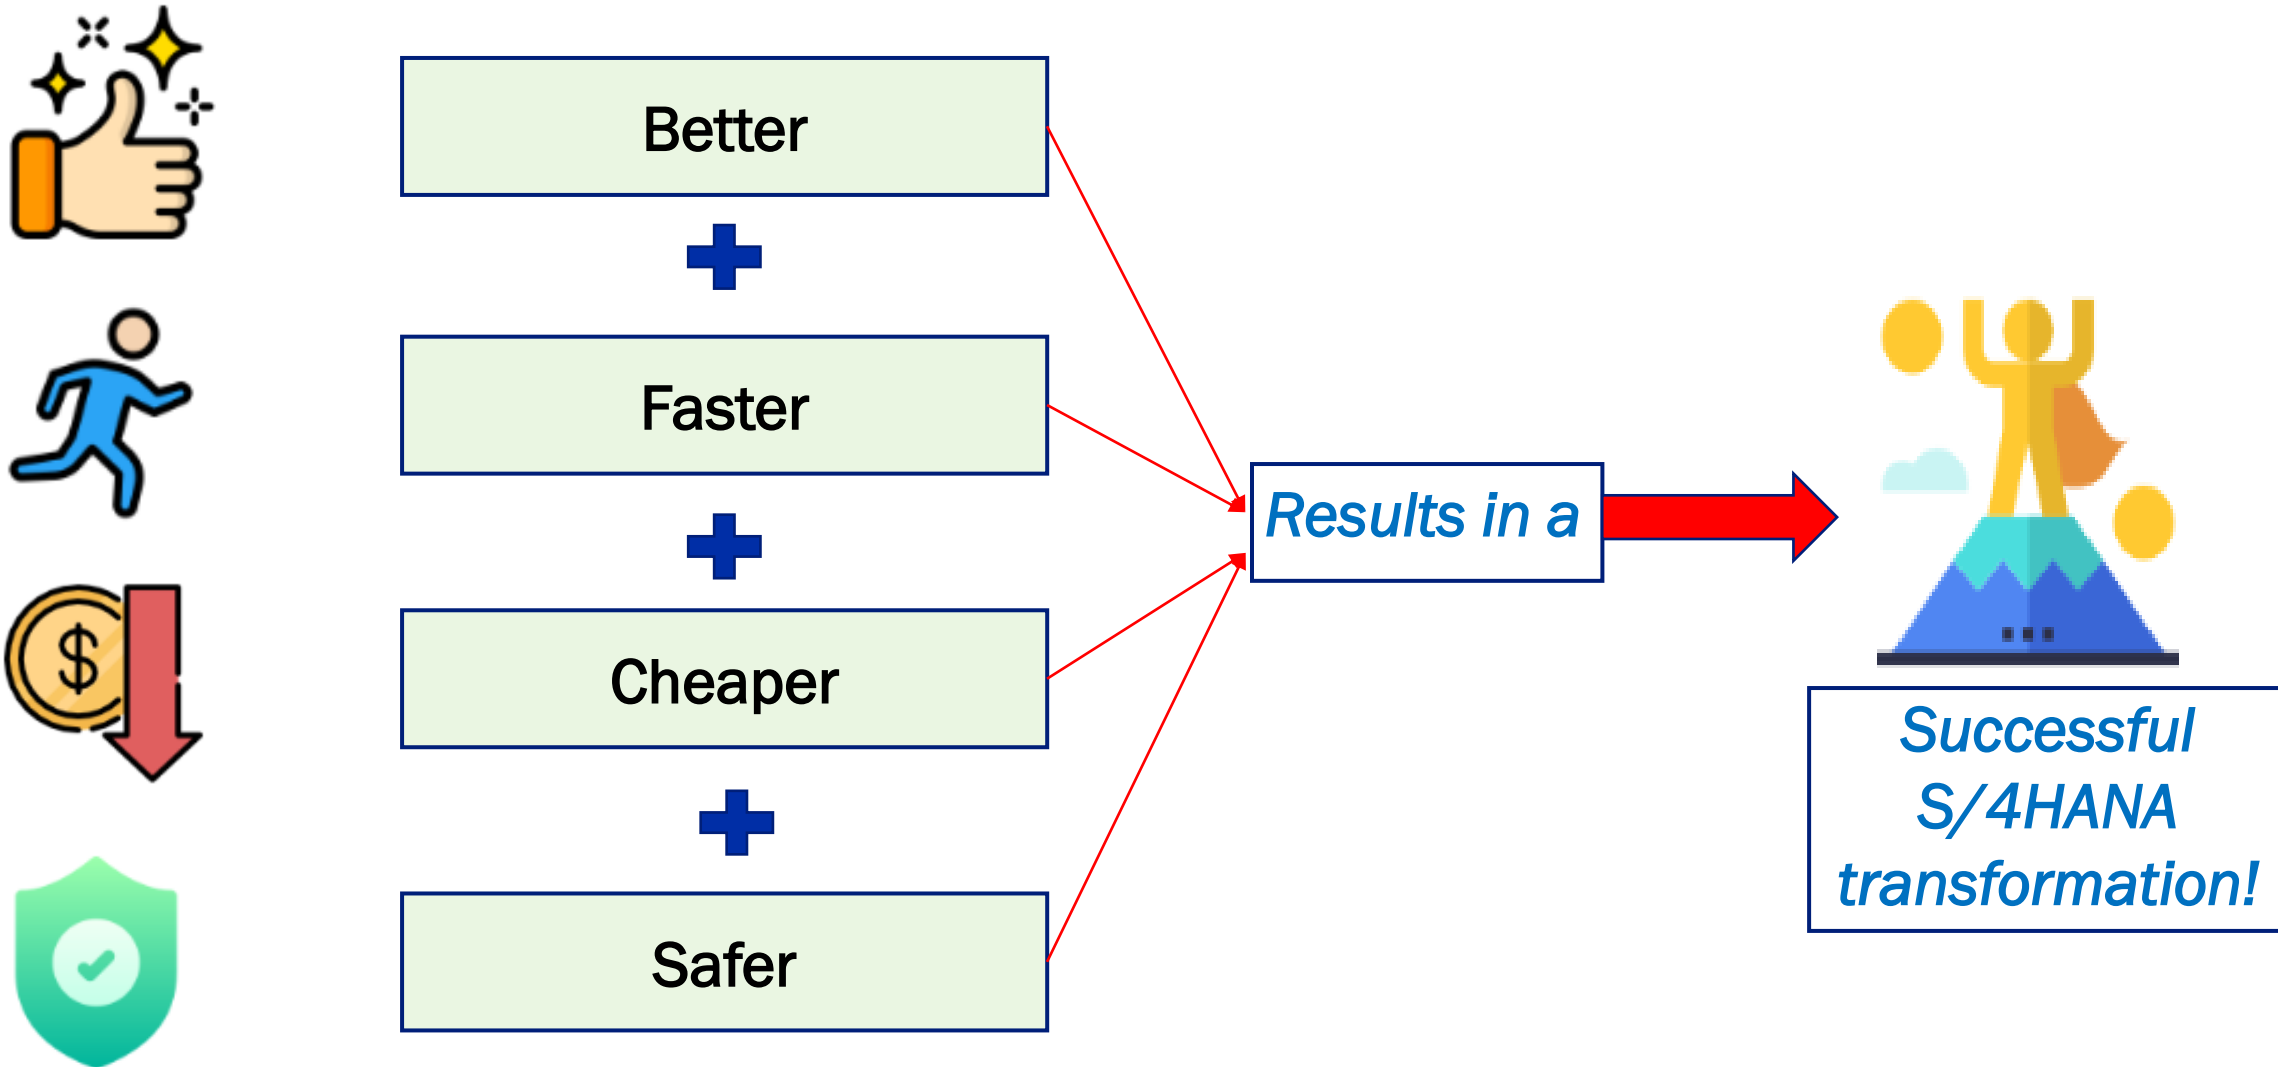 Better
Faster
Cheaper
Safer
Results in a
Successful
S/4HANA
transformation!
$